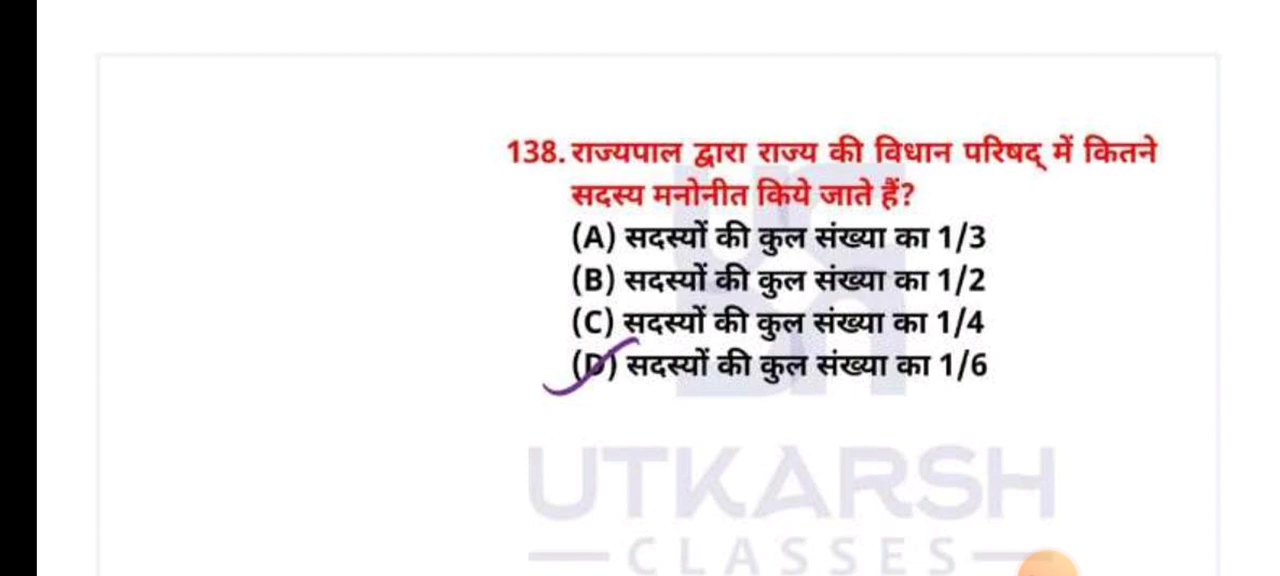 138. राज्यपाल द्वारा राज्य की विधान परिषद् में कितने
सदस्य मनोनीत किये जाते हैं?
(A) सदस्यों की कुल संख्या का 1/3
(B) सदस्यों की कुल संख्या का 1/2
(C) सदस्यों की कुल संख्या का 1/4
(D) सदस्यों की कुल संख्या का 1/6
UTKARSH
CLASSES